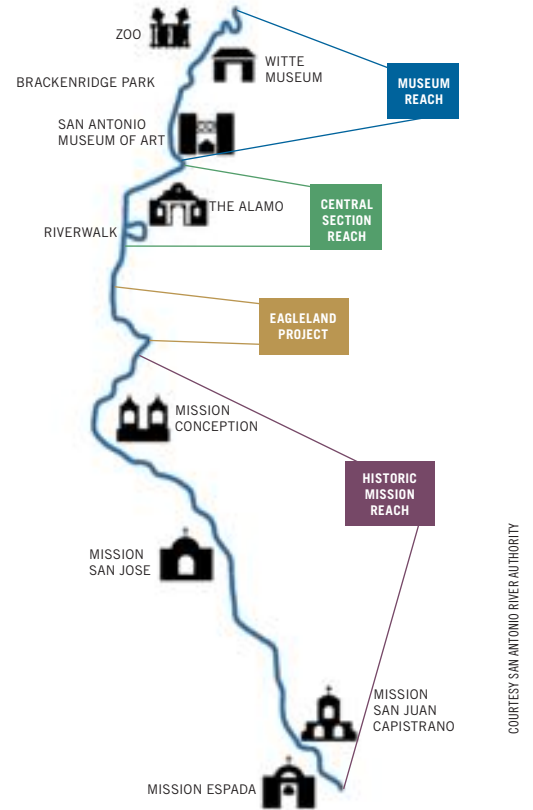 ZOO
WITTE
MUSEUM
BRACKENRIDGE PARK
MUSEUM
REACH
SAN ANTONIO
MUSEUM OF ART
THE ALAMO
CENTRAL
SECTION
REACH
RIVERWALK
EAGLELAND
PROJECT
MISSION
CONCEPTION
HISTORIC
MISSION
REACH
MISSION
SAN JOSE
MISSION
SAN JUAN
CAPISTRANO
MISSION ESPADA
COURTESY SAN ANTONIO RIVER AUTHORITY